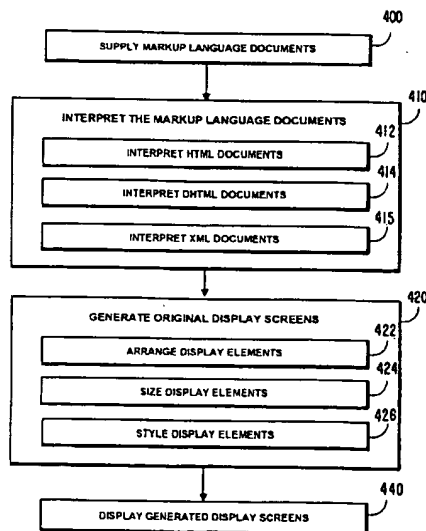 400
SUPPLY MARKUP LANGUAGE DOCUMENTS
410
INTERPRET THE MARKUP LANGUAGE DOCUMENTS
412
INTERPRET HTML DOCUMENTS
414
INTERPRET DHTML DOCUMENTS
415
INTERPRET XML DOCUMENTS
420
GENERATE ORIGINAL DISPLAY SCREENS
422
ARRANGE DISPLAY ELEMENTS
424
SIZE DISPLAY ELEMENTS
426
STYLE DISPLAY ELEMENTS
440
DISPLAY GENERATED DISPLAY SCREENS